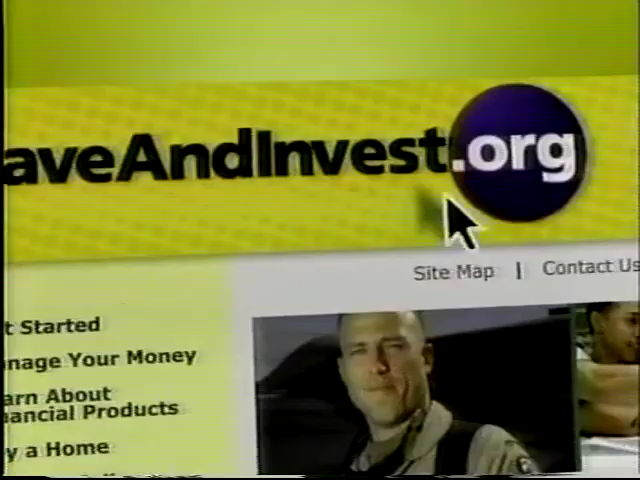 aveAndInvest.org
Site Map | Contact Us
t Started
nage Your Money
arn About
ancial Products
y a Home